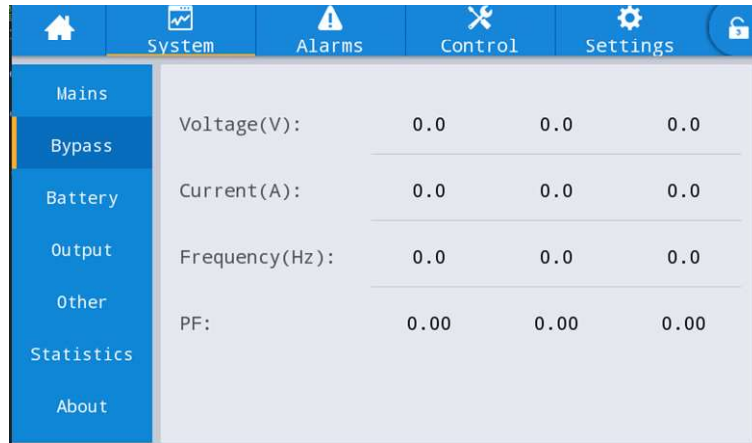 System Alarms Control Settings
Mains
Bypass
Battery
Output
Other
Statistics
About
Voltage(V): 0.0 0.0 0.0
Current(A): 0.0 0.0 0.0
Frequency(Hz): 0.0 0.0 0.0
PF: 0.00 0.00 0.00